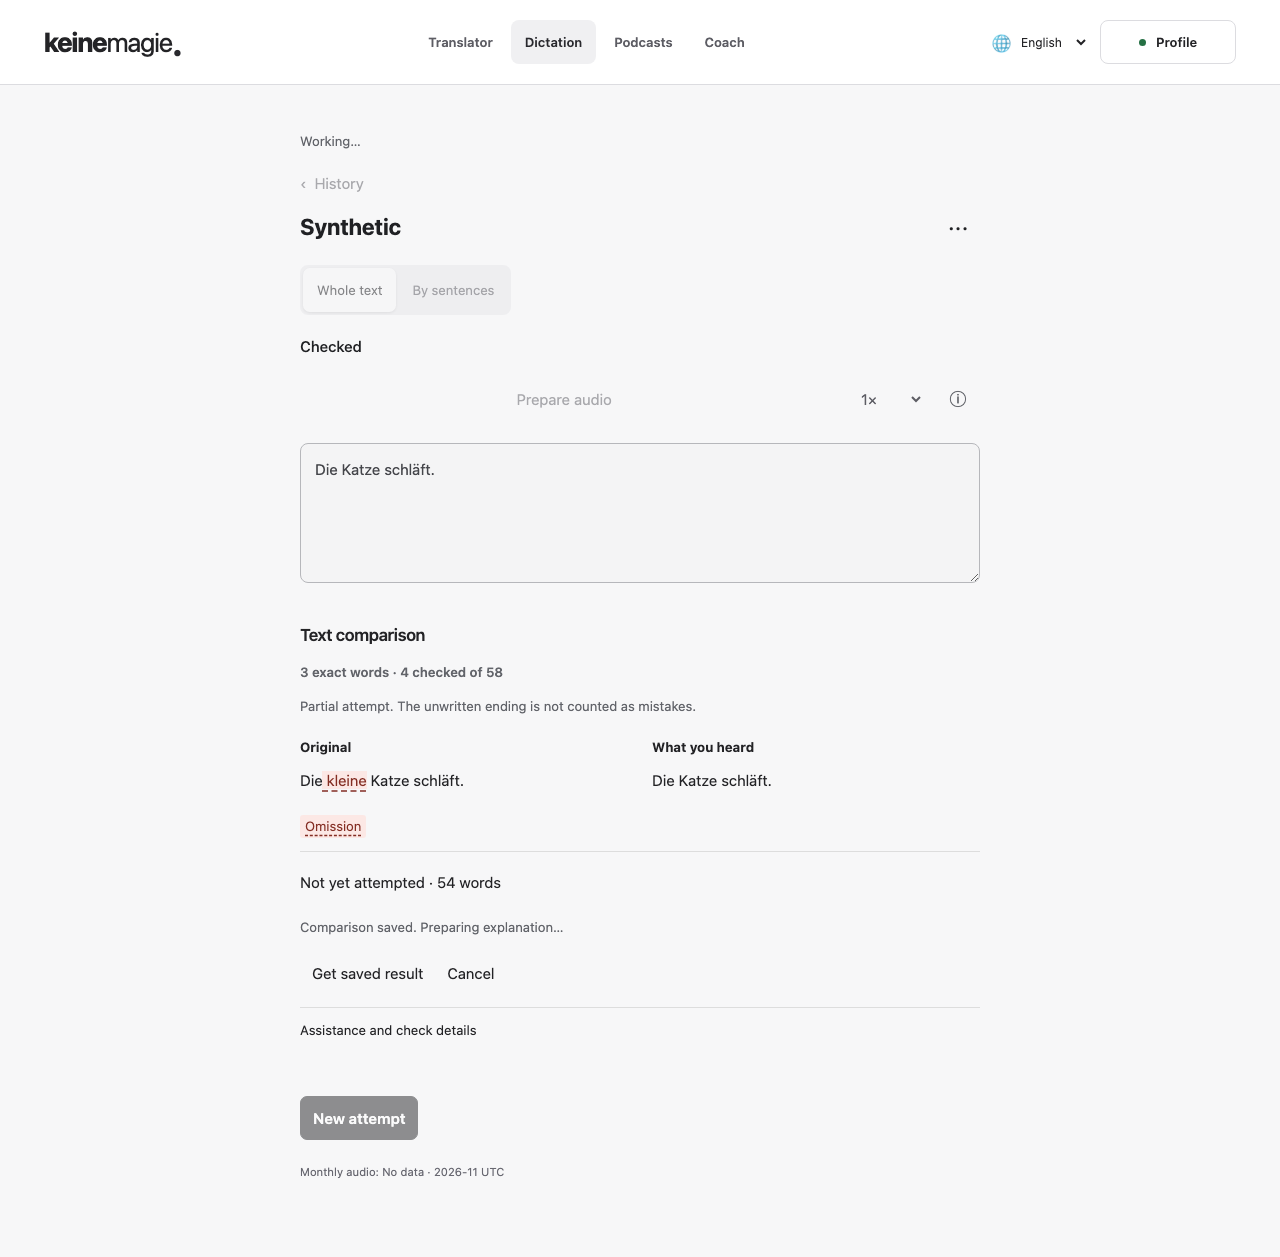 keinemagie.
Translator Dictation Podcasts Coach
English Profile
Working…
‹ History
Synthetic
Whole text By sentences
Checked
Prepare audio 1×
Die Katze schläft.
Text comparison
3 exact words · 4 checked of 58
Partial attempt. The unwritten ending is not counted as mistakes.
Original What you heard
Die kleine Katze schläft. Die Katze schläft.
Omission
Not yet attempted · 54 words
Comparison saved. Preparing explanation…
Get saved result Cancel
Assistance and check details
New attempt
Monthly audio: No data · 2026-11 UTC